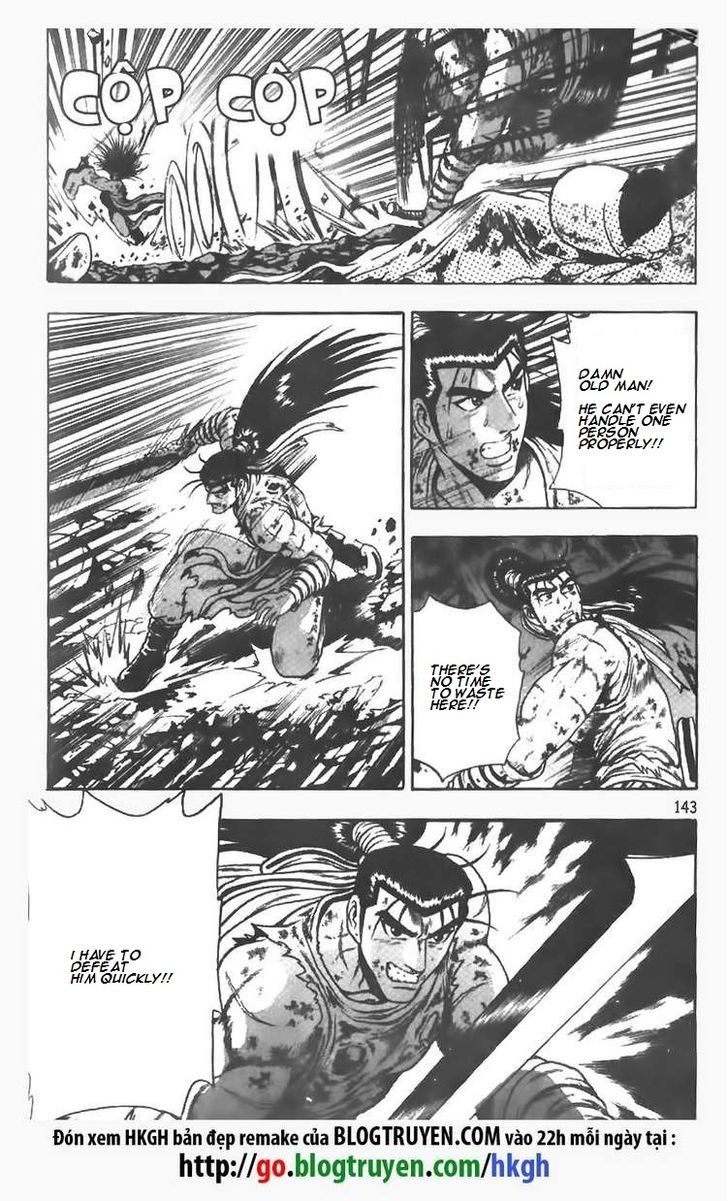 CỘP CỘP
DAMN
OLD MAN!
HE CAN'T EVEN
HANDLE ONE
PERSON
PROPERLY!!
THERE'S
NO TIME
TO WASTE
HERE!!
143
I HAVE TO
DEFEAT
HIM QUICKLY!!
Đón xem HKGH bản đẹp remake của BLOGTRUYEN.COM vào 22h mỗi ngày tại :
http://go.blogtruyen.com/hkgh